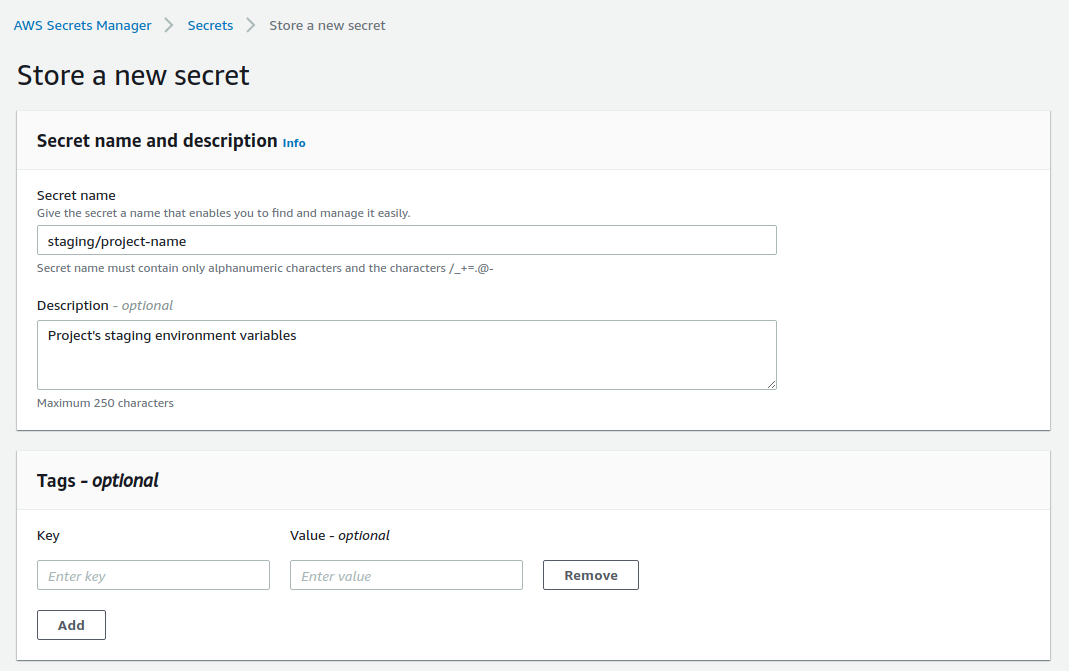 AWS Secrets Manager > Secrets > Store a new secret
Store a new secret
Secret name and description Info
Secret name
Give the secret a name that enables you to find and manage it easily.
staging/project-name
Secret name must contain only alphanumeric characters and the characters /_+=.@-
Description - optional
Project's staging environment variables
Maximum 250 characters
Tags - optional
Key Value - optional
Enter key Enter value Remove
Add